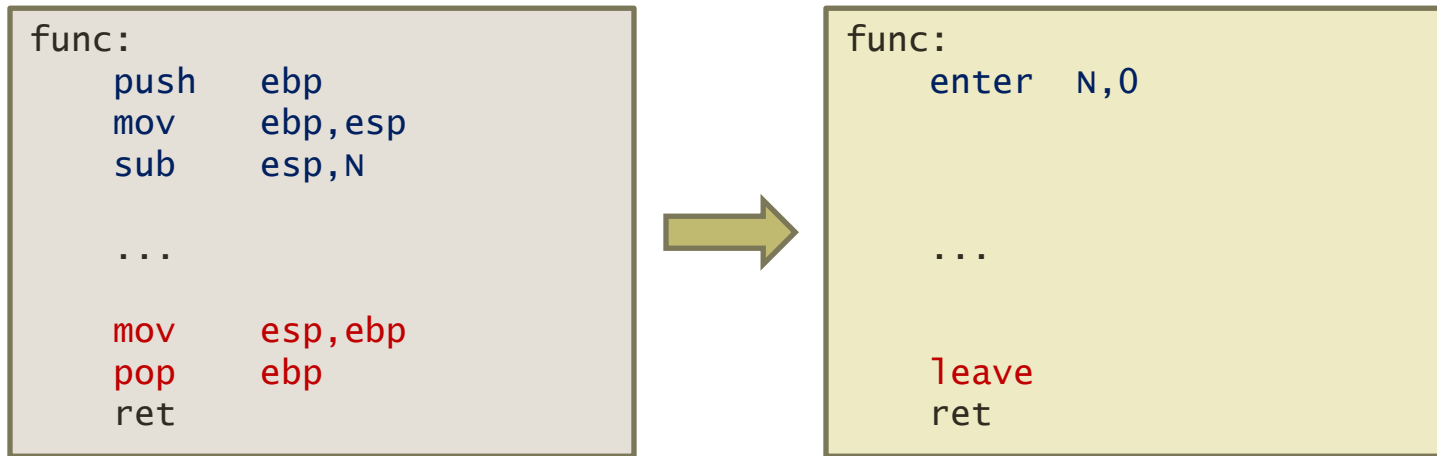 func:
push ebp
mov ebp,esp
sub esp,N
...
mov esp,ebp
pop ebp
ret
func:
enter N,0
...
leave
ret